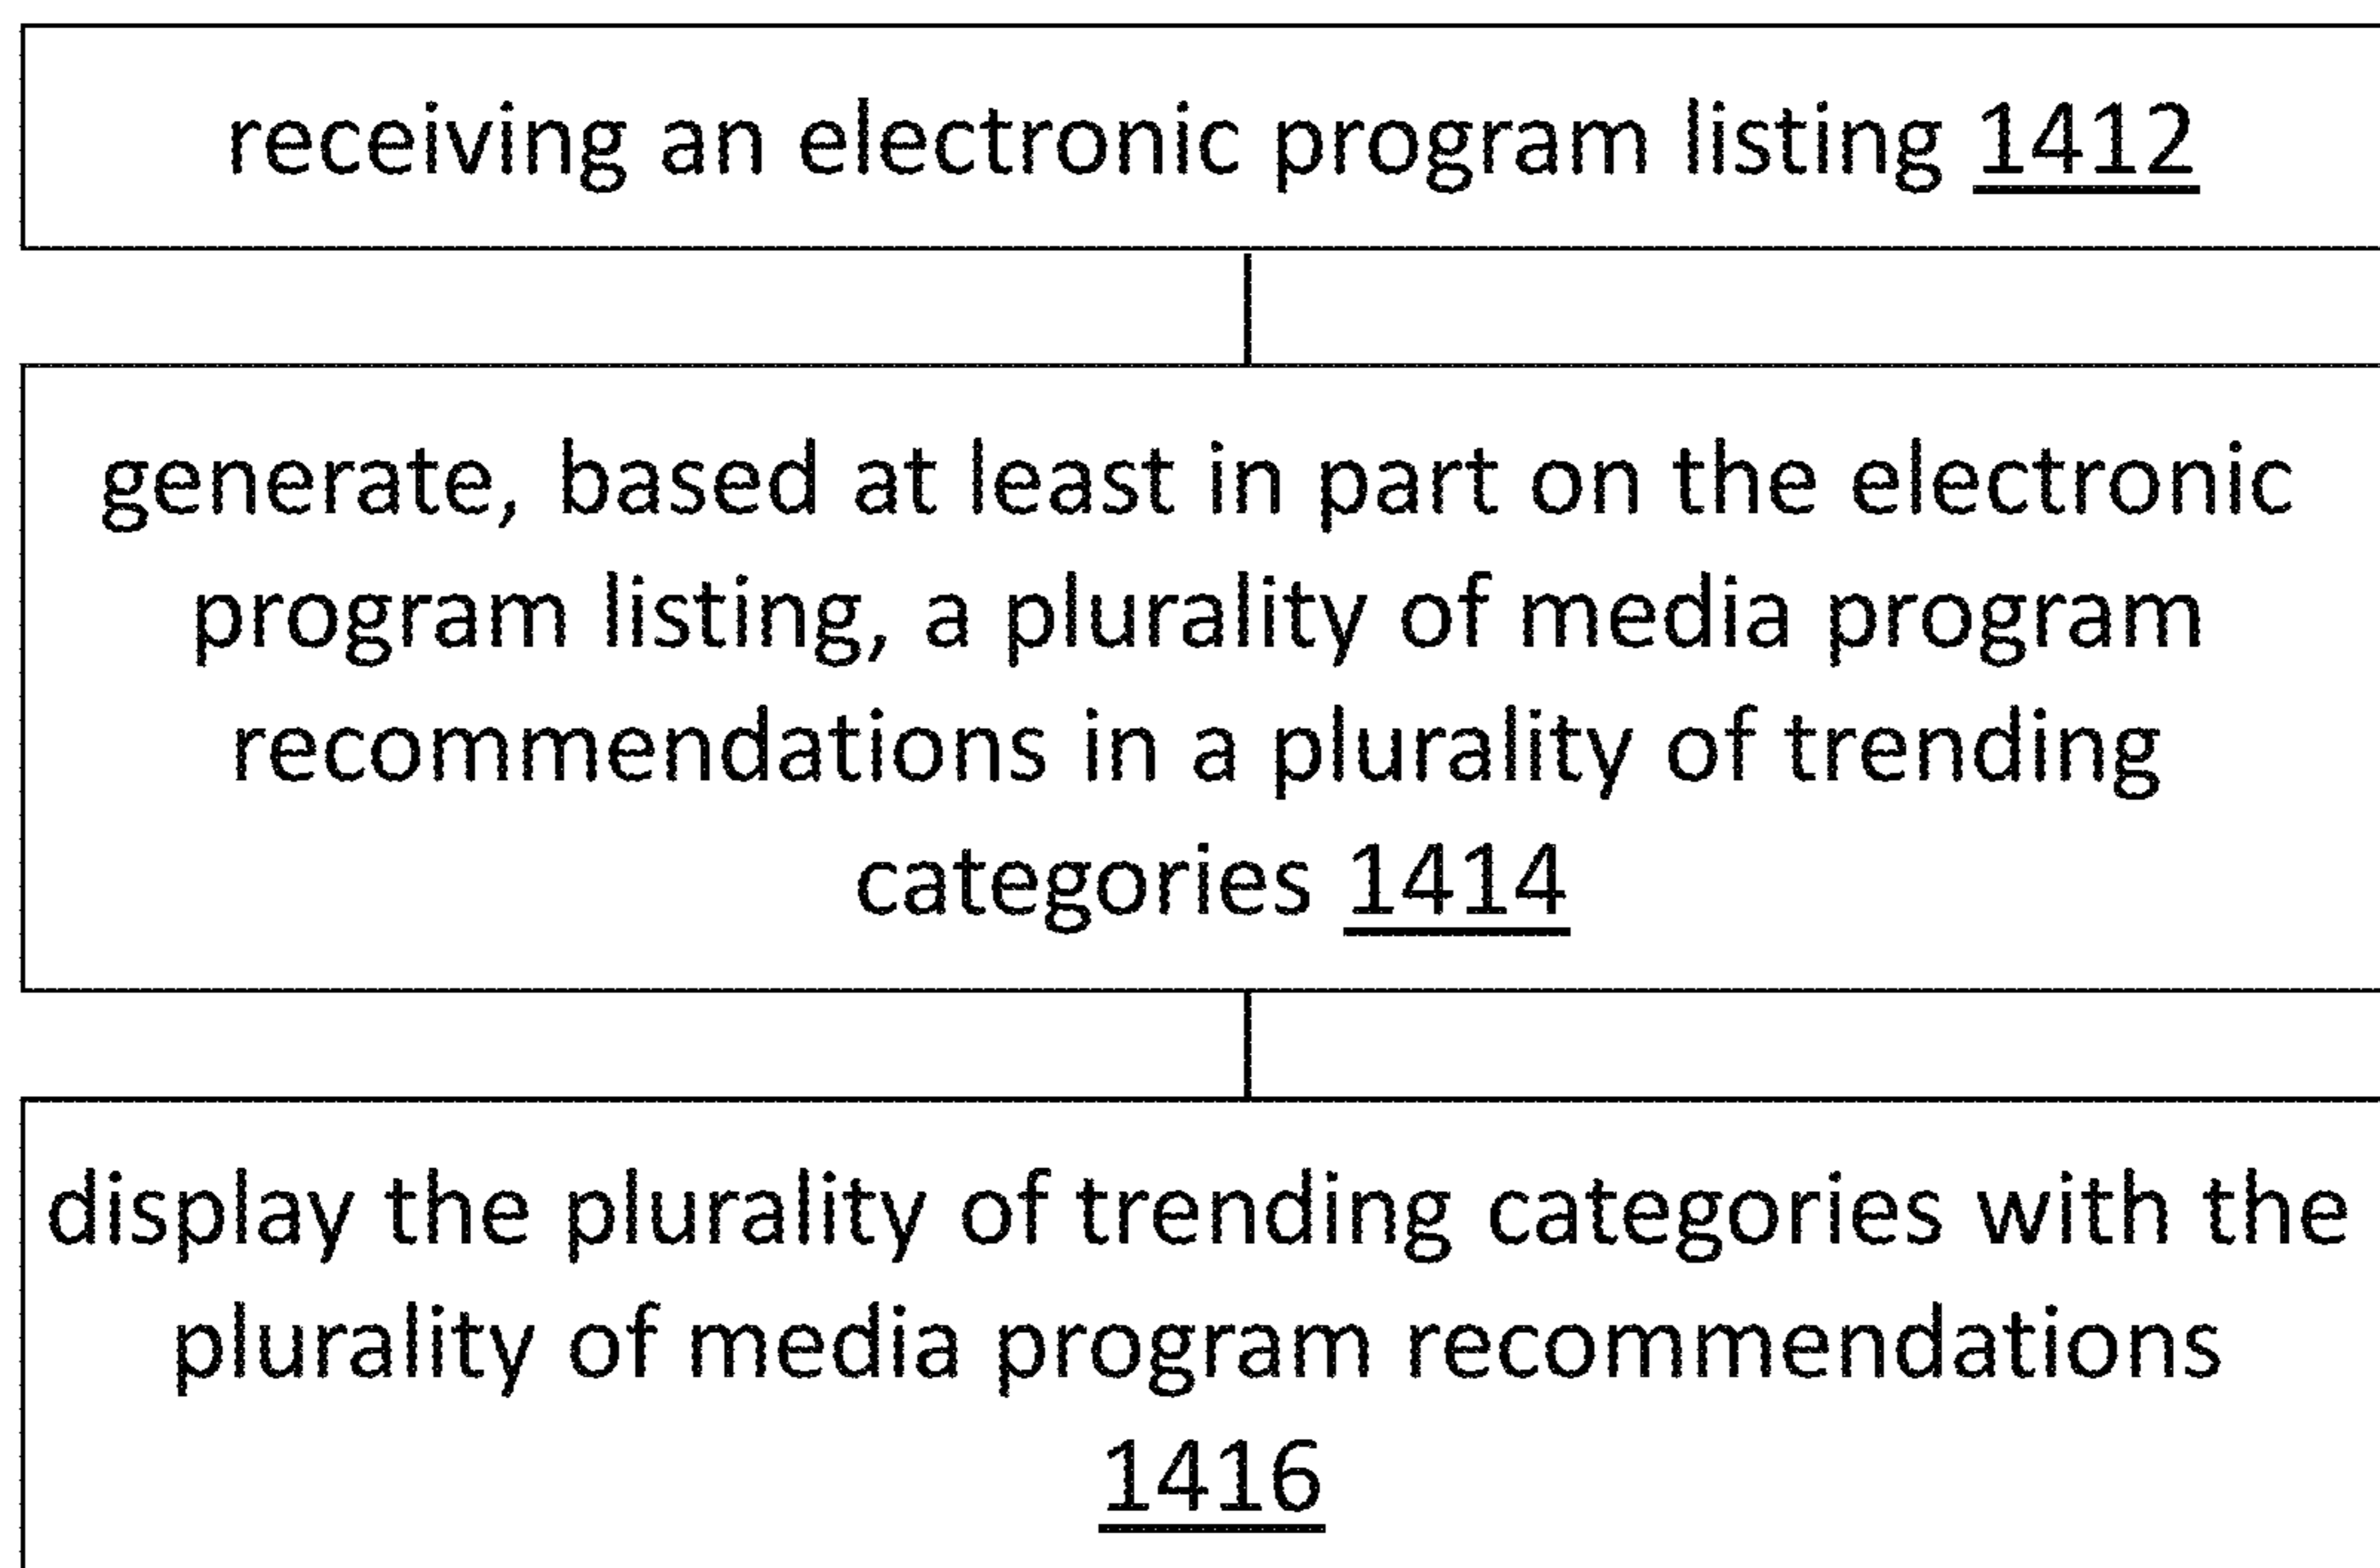 receiving an electronic program listing 1412
generate, based at least in part on the electronic
program listing, a plurality of media program
recommendations in a plurality of trending
categories 1414
display the plurality of trending categories with the
plurality of media program recommendations
1416